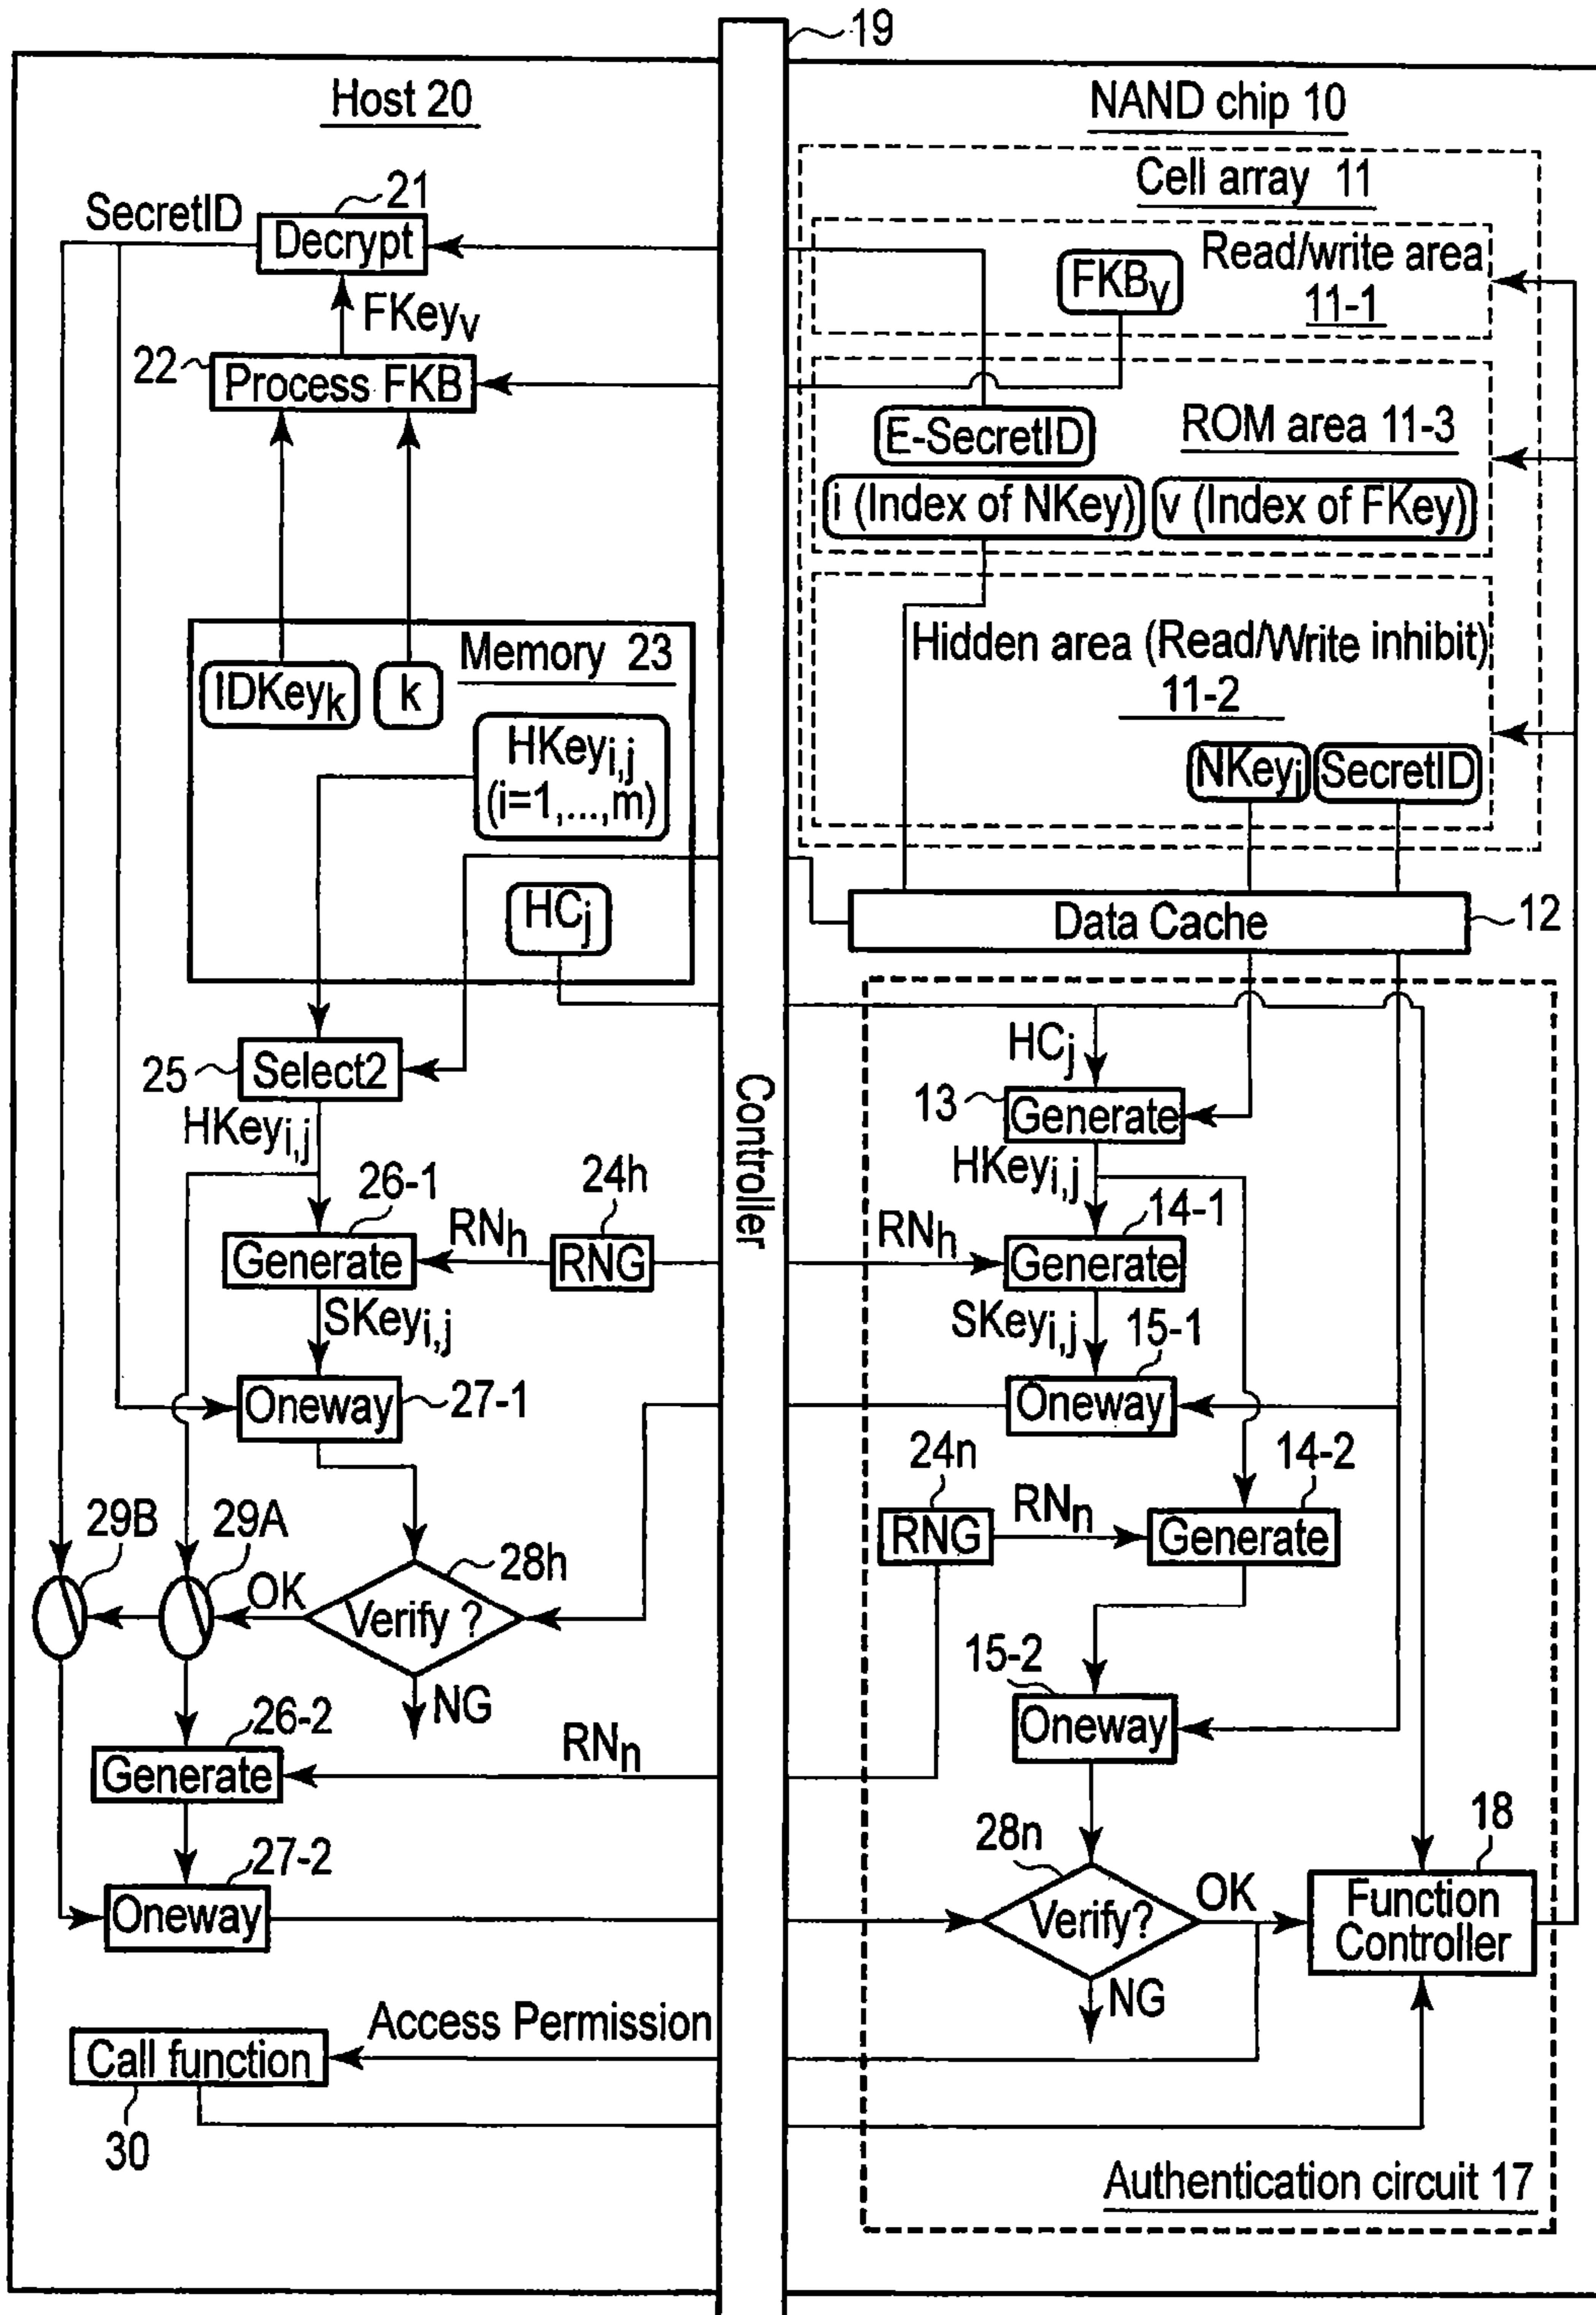 19
Host 20
NAND chip 10
Cell array 11
21
SecretID
Decrypt
Read/write area
11-1
FKBv
FKeyv
22
Process FKB
E-SecretID
ROM area 11-3
i (Index of NKey)
v (Index of FKey)
Memory 23
IDKeyk
k
Hidden area (Read/Write inhibit)
11-2
HKeyi,j
(i=1,...,m)
NKeyi
SecretID
HCj
Data Cache
12
25
Select2
HCj
13
Generate
Controller
HKeyi,j
HKeyi,j
26-1
24h
14-1
Generate
RNh
RNG
RNh
Generate
SKeyi,j
SKeyi,j
15-1
Oneway
27-1
Oneway
24n
14-2
RNG
RNn
Generate
29B
29A
OK
28h
Verify ?
NG
15-2
Oneway
26-2
Generate
RNn
27-2
28n
18
Oneway
Verify?
OK
Function
Controller
NG
Access Permission
Call function
30
Authentication circuit 17